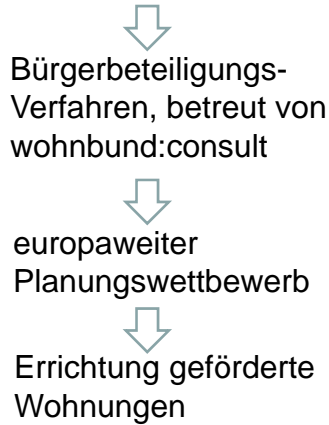 Bürgerbeteiligungs-
Verfahren, betreut von
wohnbund:consult
europaweiter
Planungswettbewerb
Errichtung geförderte
Wohnungen